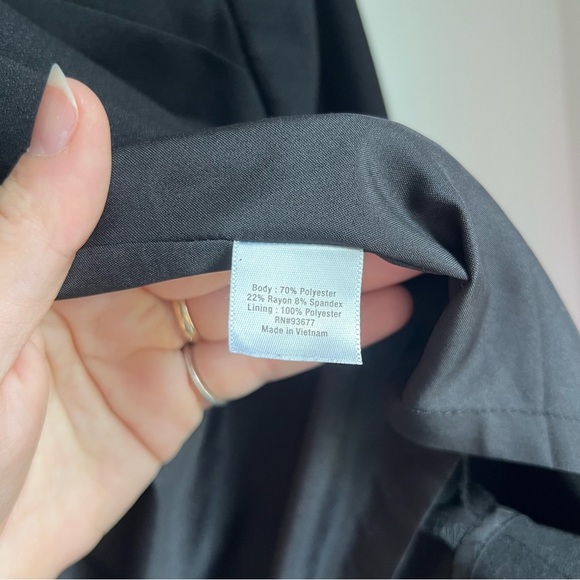 Body : 70% Polyester
22% Rayon 8% Spandex
Lining : 100% Polyester
RN#93677
Made in Vietnam